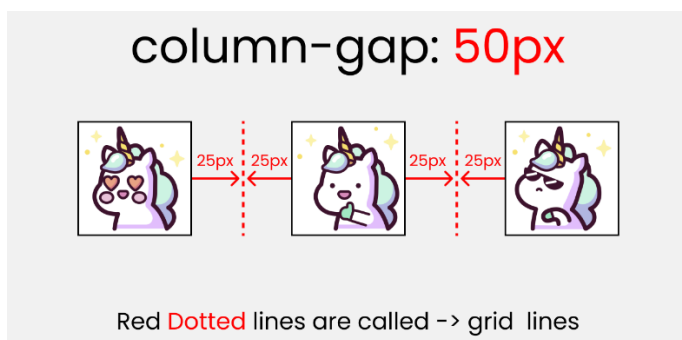 column-gap: 50px
25px 25px 25px 25px
Red Dotted lines are called -> grid lines